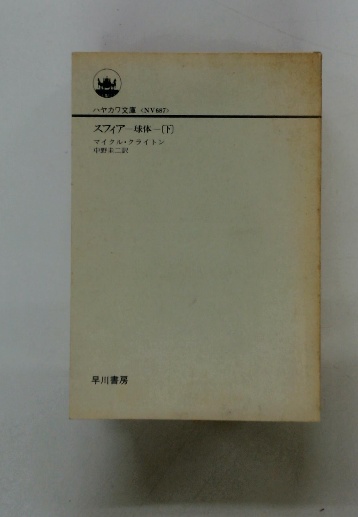 ハヤカワ文庫〈NV687〉
スフィア―球体―〔下〕
マイクル・クライトン
中野圭二訳
早川書房